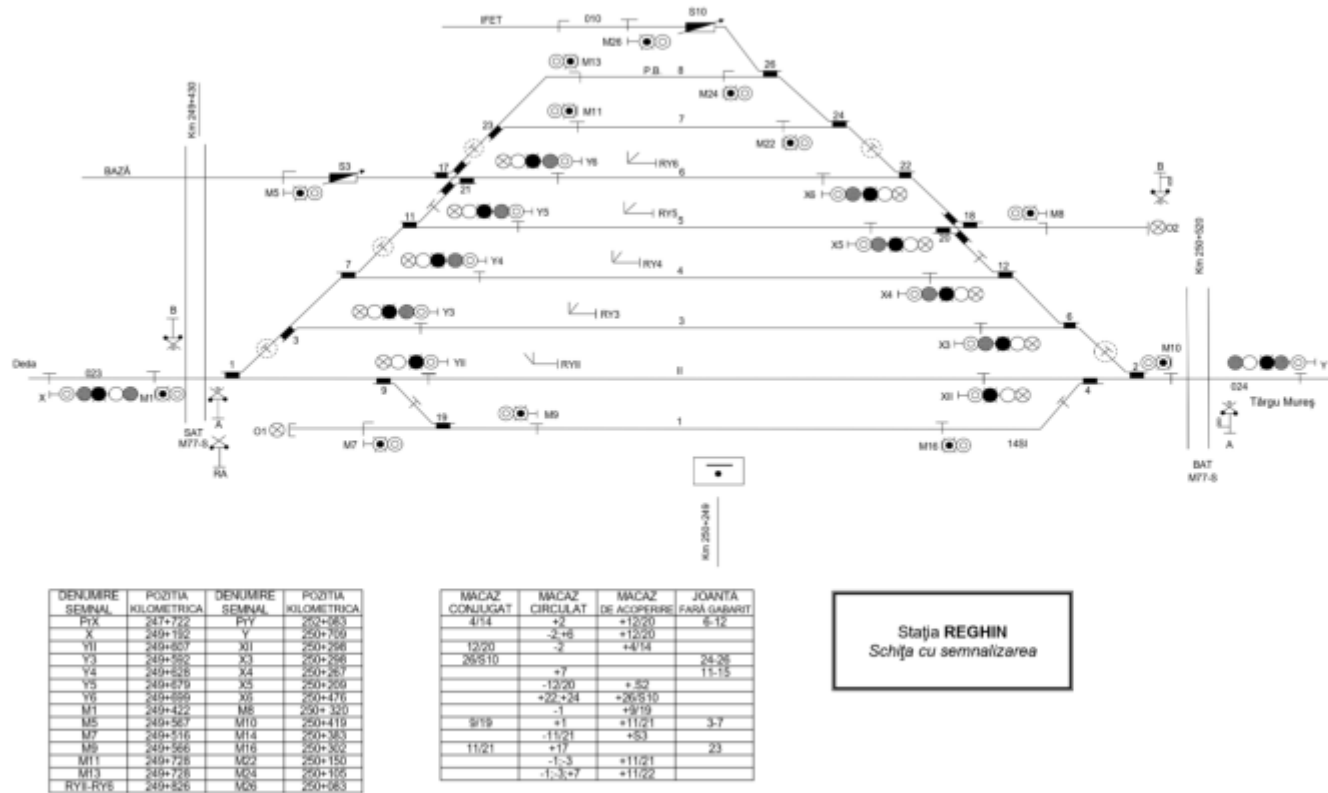 S10
IFET 010
M26
M13
P.B. 8
26
M24
Km 249+430
M11
23
7
24
M22
S3
17
Y6
RY6
22
BAZĂ
6
B
M5
21
X6
Y5
RY5
18
M8
11
5
20
O2
X5
Km 250+520
Y4
RY4
7
4
12
X4
B
Y3
RY3
3
3
6
X3
M10
Deda
1
YII
RYII
2
023
II
Y
X
M1
9
4
024
XII
Târgu Mureş
A
M9
19
O1
1
SAT
M77-S
M7
M16
14SI
A
BAT
M77-S
RA
Km 250+249
DENUMIRE SEMNAL POZITIA KILOMETRICA DENUMIRE SEMNAL POZITIA KILOMETRICA
PrX 247+722 PrY 252+083
X 249+192 Y 250+709
YII 249+607 XII 250+298
Y3 249+592 X3 250+298
Y4 249+628 X4 250+267
Y5 249+679 X5 250+209
Y6 249+699 X6 250+476
M1 249+422 M8 250+ 320
M5 249+567 M10 250+419
M7 249+516 M14 250+383
M9 249+566 M16 250+302
M11 249+728 M22 250+150
M13 249+728 M24 250+105
RYII-RY6 249+826 M26 250+083
MACAZ CONJUGAT MACAZ CIRCULAT MACAZ DE ACOPERIRE JOANTA FARĂ GABARIT
4/14 +2 +12/20 6-12
-2;+6 +12/20
12/20 -2 +4/14
26/S10 24-26
+7 11-15
-12/20 +.S2
+22;+24 +26/S10
-1 +9/19
9/19 +1 +11/21 3-7
-11/21 +S3
11/21 +17 23
-1;-3 +11/21
-1;-3;+7 +11/22
Staţia REGHIN
Schiţa cu semnalizarea